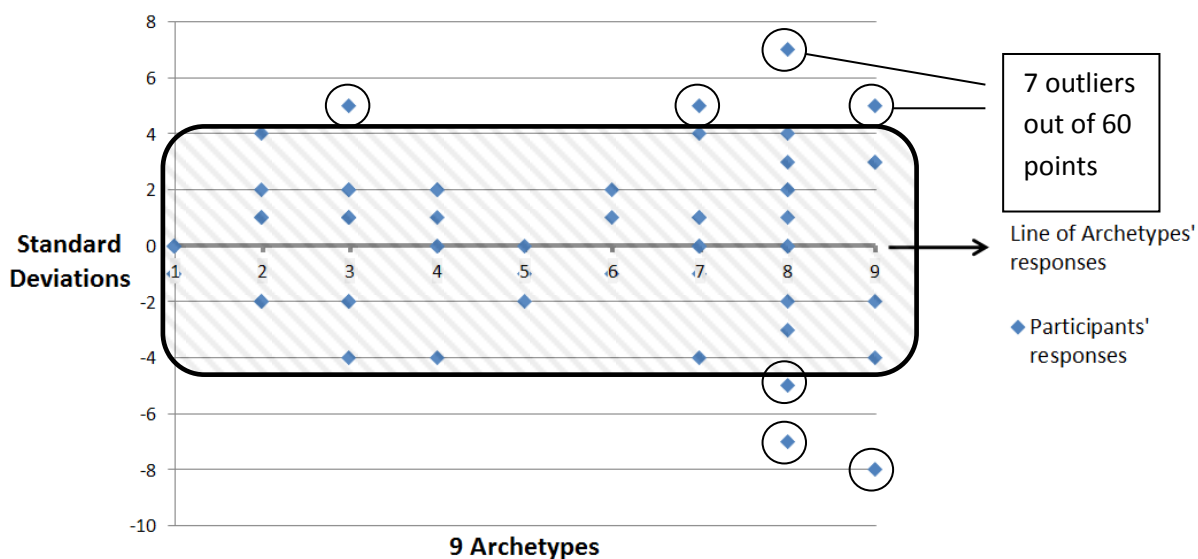 8
6
4
2
0
-2
-4
-6
-8
-10
Standard
Deviations
-1
2
3
4
-5
-6
-7
8
9
9 Archetypes
7 outliers
out of 60
points
Line of Archetypes'
responses
Participants'
responses